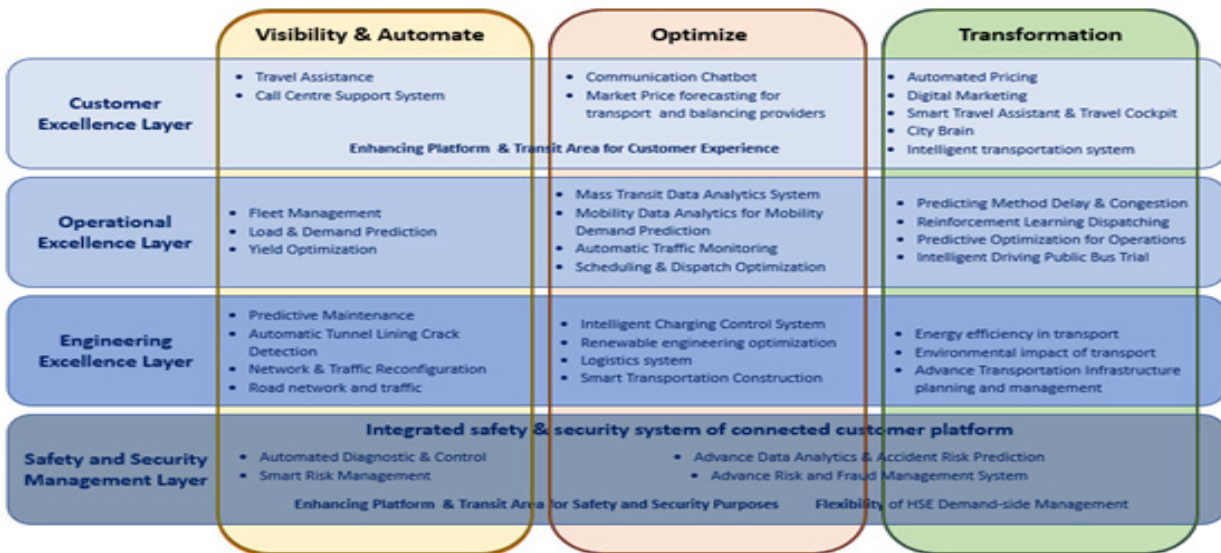 Visibility & Automate
Optimize
Transformation
Customer
Excellence Layer
• Travel Assistance
• Call Centre Support System
• Communication Chatbot
• Market Price forecasting for
transport and balancing providers
• Automated Pricing
• Digital Marketing
• Smart Travel Assistant & Travel Cockpit
• City Brain
• Intelligent transportation system
Enhancing Platform & Transit Area for Customer Experience
Operational
Excellence Layer
• Fleet Management
• Load & Demand Prediction
• Yield Optimization
• Mass Transit Data Analytics System
• Mobility Data Analytics for Mobility
Demand Prediction
• Automatic Traffic Monitoring
• Scheduling & Dispatch Optimization
• Predicting Method Delay & Congestion
• Reinforcement Learning Dispatching
• Predictive Optimization for Operations
• Intelligent Driving Public Bus Trial
Engineering
Excellence Layer
• Predictive Maintenance
• Automatic Tunnel Lining Crack
Detection
• Network & Traffic Reconfiguration
• Road network and traffic
• Intelligent Charging Control System
• Renewable engineering optimization
• Logistics system
• Smart Transportation Construction
• Energy efficiency in transport
• Environmental impact of transport
• Advance Transportation Infrastructure
planning and management
Safety and Security
Management Layer
Integrated safety & security system of connected customer platform
• Automated Diagnostic & Control
• Smart Risk Management
• Advance Data Analytics & Accident Risk Prediction
• Advance Risk and Fraud Management System
Enhancing Platform & Transit Area for Safety and Security Purposes
Flexibility of HSE Demand-side Management